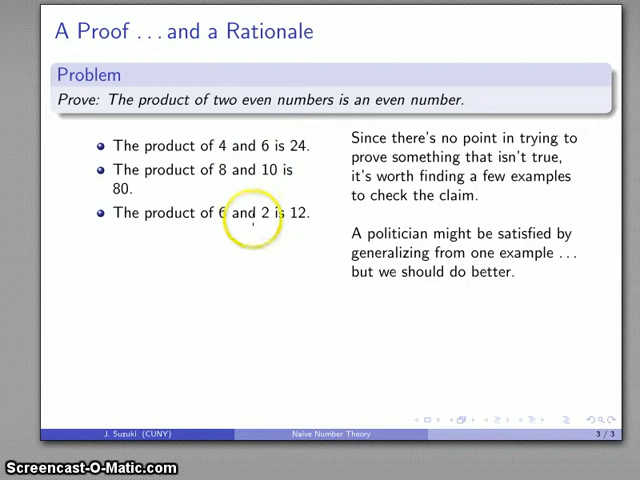 A Proof ... and a Rationale
Problem
Prove: The product of two even numbers is an even number.
The product of 4 and 6 is 24.
The product of 8 and 10 is
80.
The product of 6 and 2 is 12.
Since there's no point in trying to
prove something that isn't true,
it's worth finding a few examples
to check the claim.
A politician might be satisfied by
generalizing from one example ...
but we should do better.
J. Suzuki (CUNY)
Naive Number Theory
3 / 3
Screencast-O-Matic.com